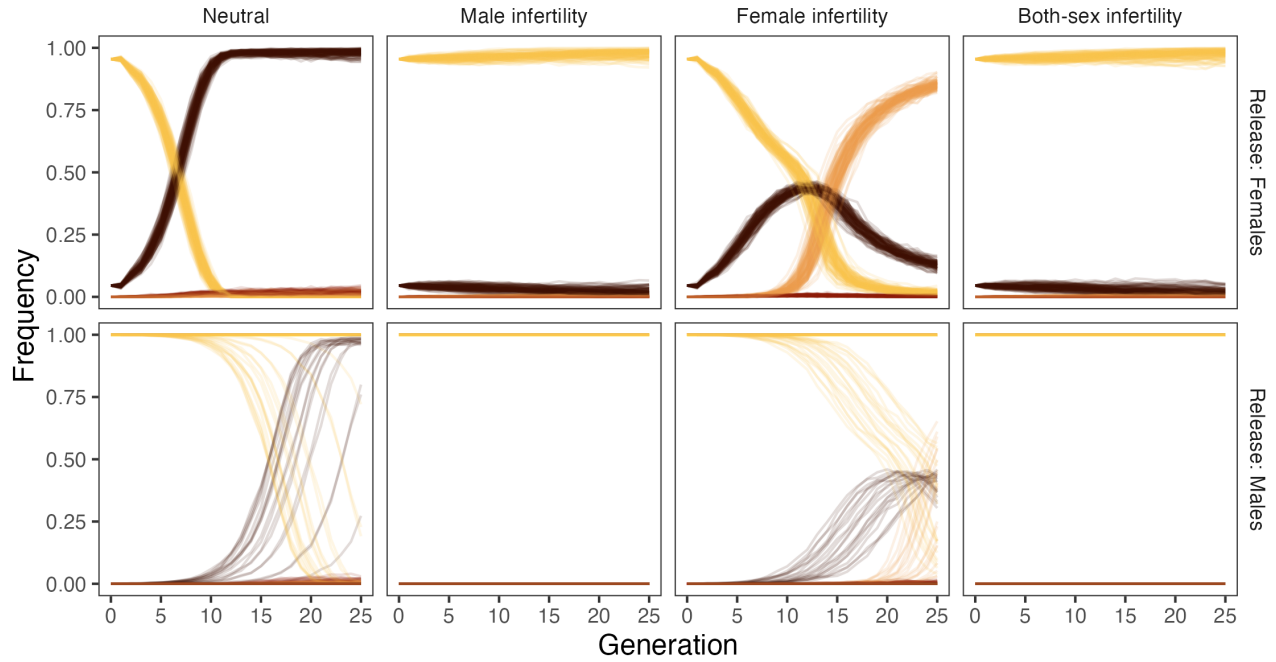 Neutral Male infertility Female infertility Both-sex infertility
1.00
0.75
0.50
0.25
0.00
Release: Females
1.00
0.75
0.50
0.25
0.00
Release: Males
Frequency
0 5 10 15 20 25 0 5 10 15 20 25 0 5 10 15 20 25 0 5 10 15 20 25
Generation